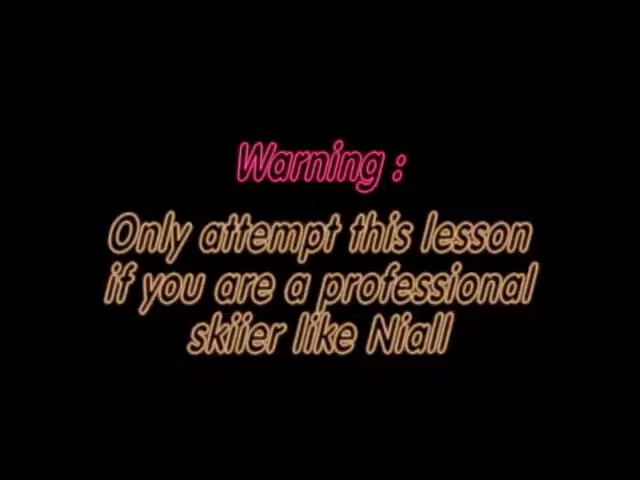 Warning :
Only attempt this lesson
if you are a professional
skiier like Niall